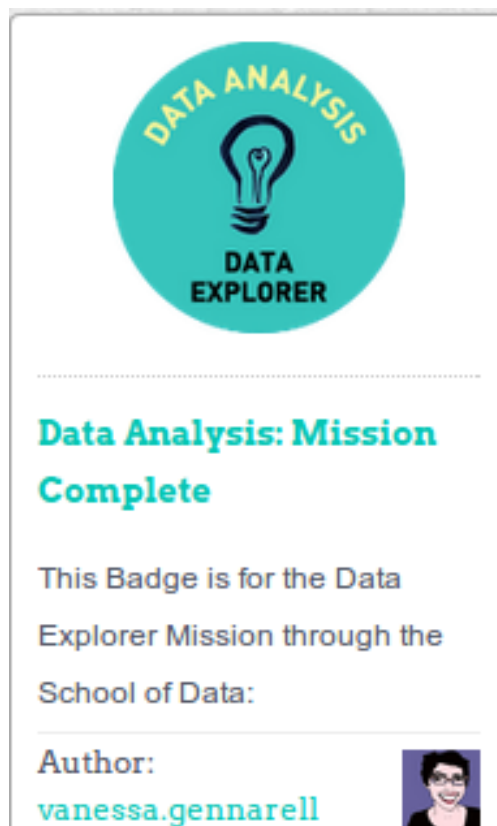 DATA ANALYSIS
DATA
EXPLORER
Data Analysis: Mission
Complete
This Badge is for the Data
Explorer Mission through the
School of Data:
Author:
vanessa.gennarell